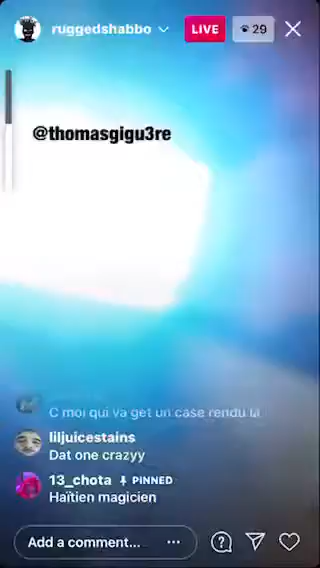 ruggedshabbo
LIVE
29
@thomasgigu3re
C moi qui va get un case rendu la
liljuicestains
Dat one crazyy
13_chota PINNED
Haïtien magicien
Add a comment...